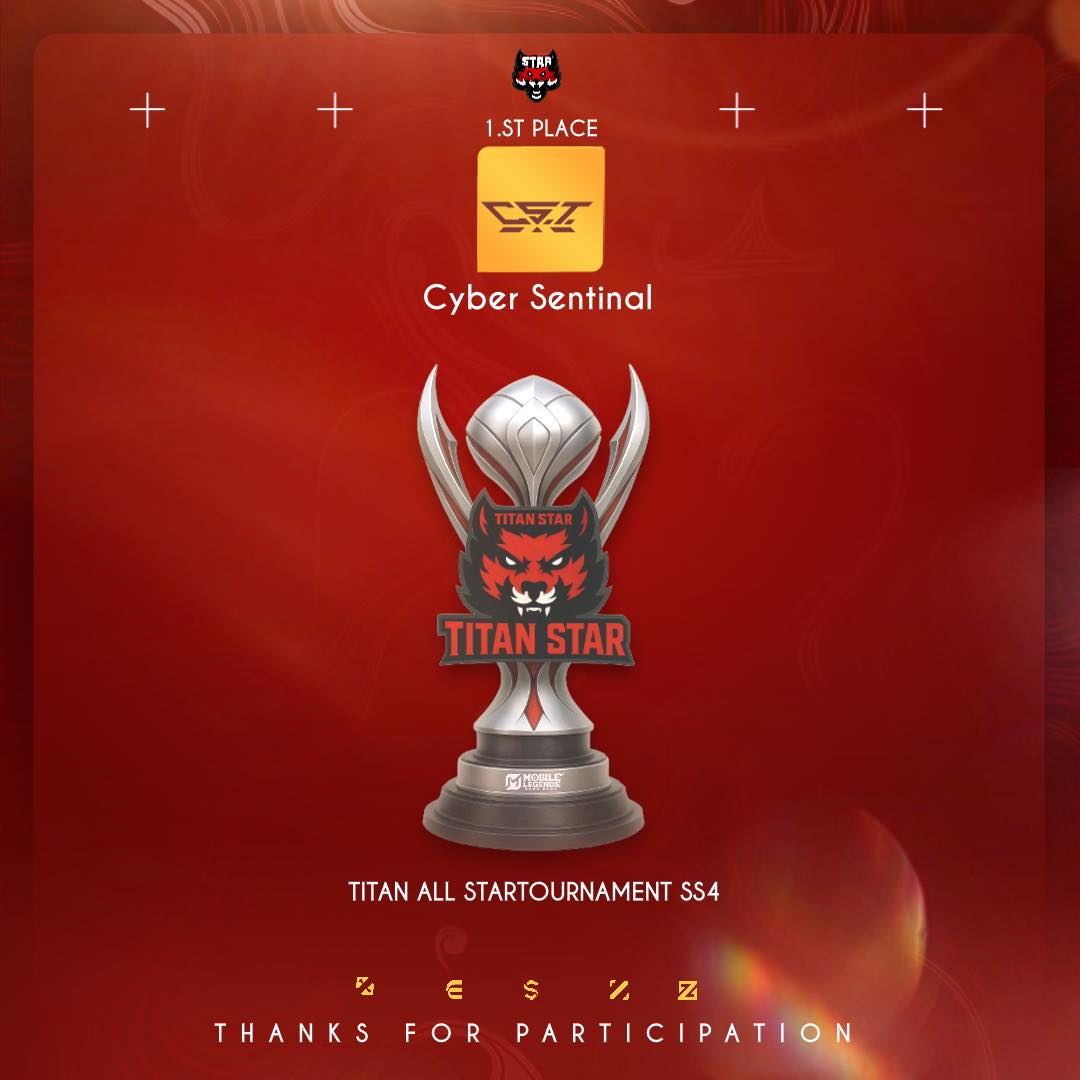 STAR
1.ST PLACE
C.S.T
Cyber Sentinal
TITAN STAR
TITAN STAR
MOBILE
LEGENDS
TITAN ALL STARTOURNAMENT SS4
THANKS FOR PARTICIPATION